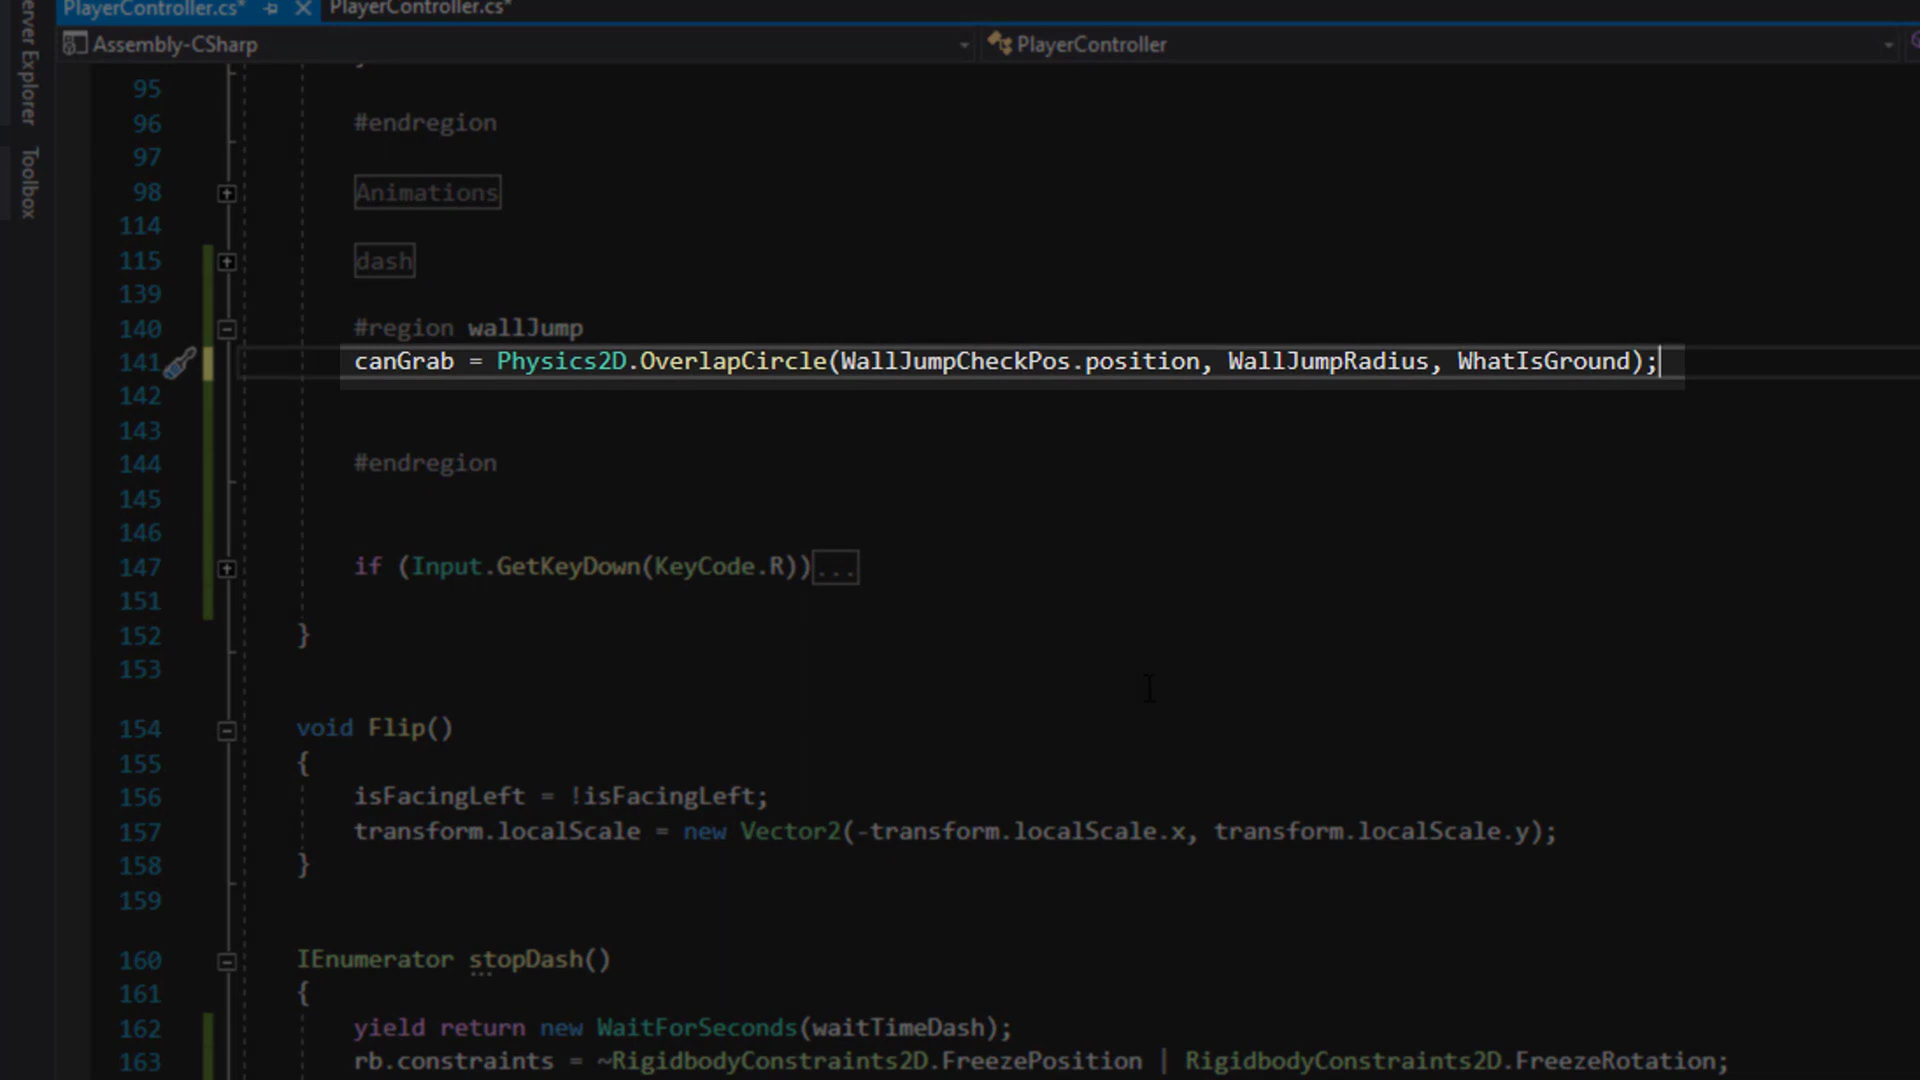 PlayerController.cs*
PlayerController.cs*
Server Explorer
Toolbox
Assembly-CSharp
PlayerController
95
96 #endregion
97
98 Animations
114
115 dash
139
140 #region wallJump
141 canGrab = Physics2D.OverlapCircle(WallJumpCheckPos.position, WallJumpRadius, WhatIsGround);
142
143
144 #endregion
145
146
147 if (Input.GetKeyDown(KeyCode.R))...
151
152 }
153
154 void Flip()
155 {
156 isFacingLeft = !isFacingLeft;
157 transform.localScale = new Vector2(-transform.localScale.x, transform.localScale.y);
158 }
159
160 IEnumerator stopDash()
161 {
162 yield return new WaitForSeconds(waitTimeDash);
163 rb.constraints = ~RigidbodyConstraints2D.FreezePosition | RigidbodyConstraints2D.FreezeRotation;